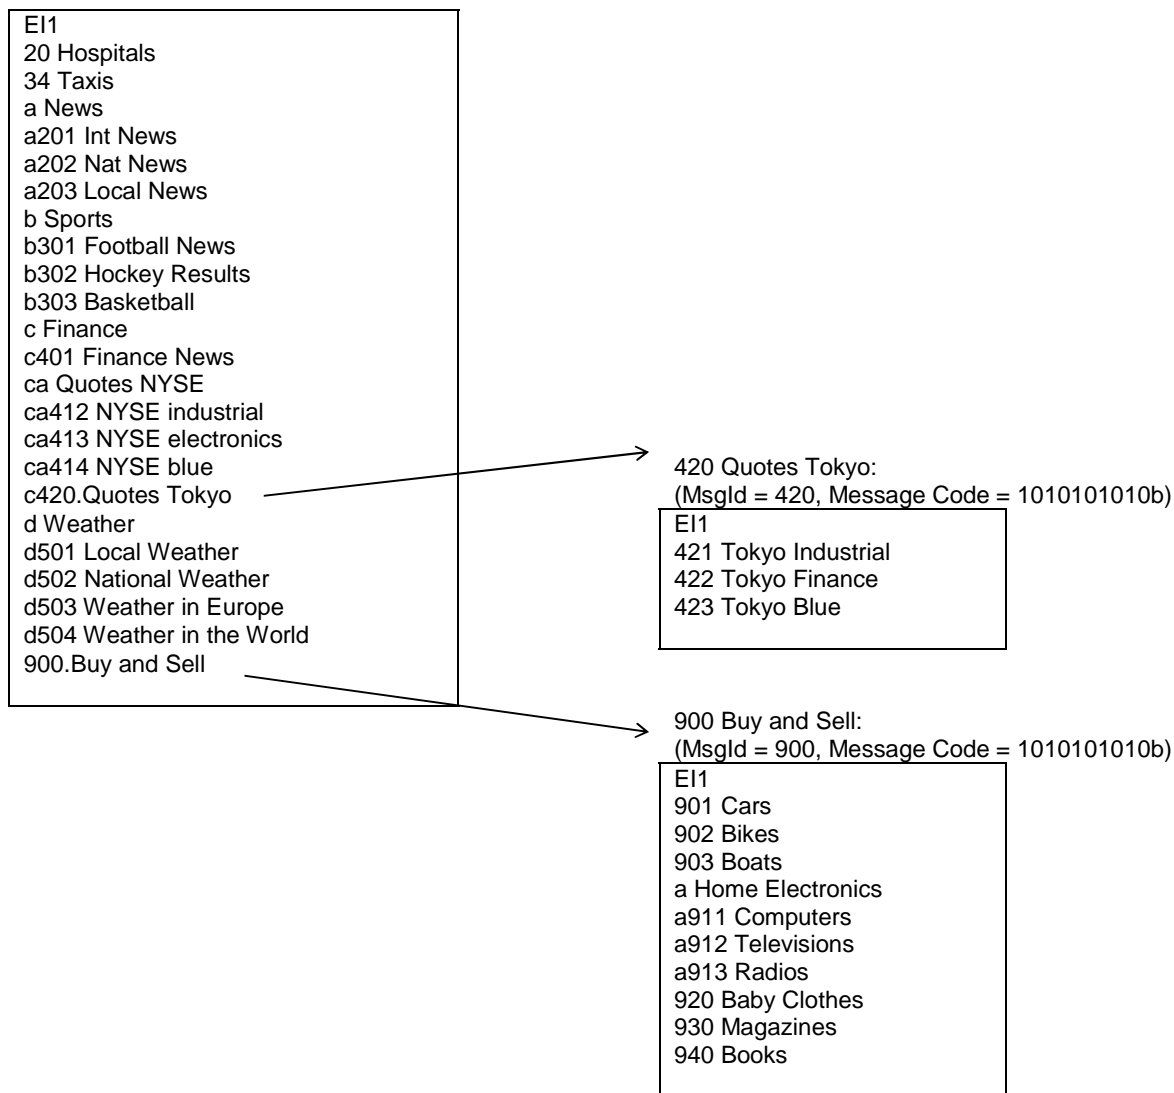 EI1
20 Hospitals
34 Taxis
a News
a201 Int News
a202 Nat News
a203 Local News
b Sports
b301 Football News
b302 Hockey Results
b303 Basketball
c Finance
c401 Finance News
ca Quotes NYSE
ca412 NYSE industrial
ca413 NYSE electronics
ca414 NYSE blue
c420.Quotes Tokyo
d Weather
d501 Local Weather
d502 National Weather
d503 Weather in Europe
d504 Weather in the World
900.Buy and Sell
420 Quotes Tokyo:
(MsgId = 420, Message Code = 1010101010b)
EI1
421 Tokyo Industrial
422 Tokyo Finance
423 Tokyo Blue
900 Buy and Sell:
(MsgId = 900, Message Code = 1010101010b)
EI1
901 Cars
902 Bikes
903 Boats
a Home Electronics
a911 Computers
a912 Televisions
a913 Radios
920 Baby Clothes
930 Magazines
940 Books